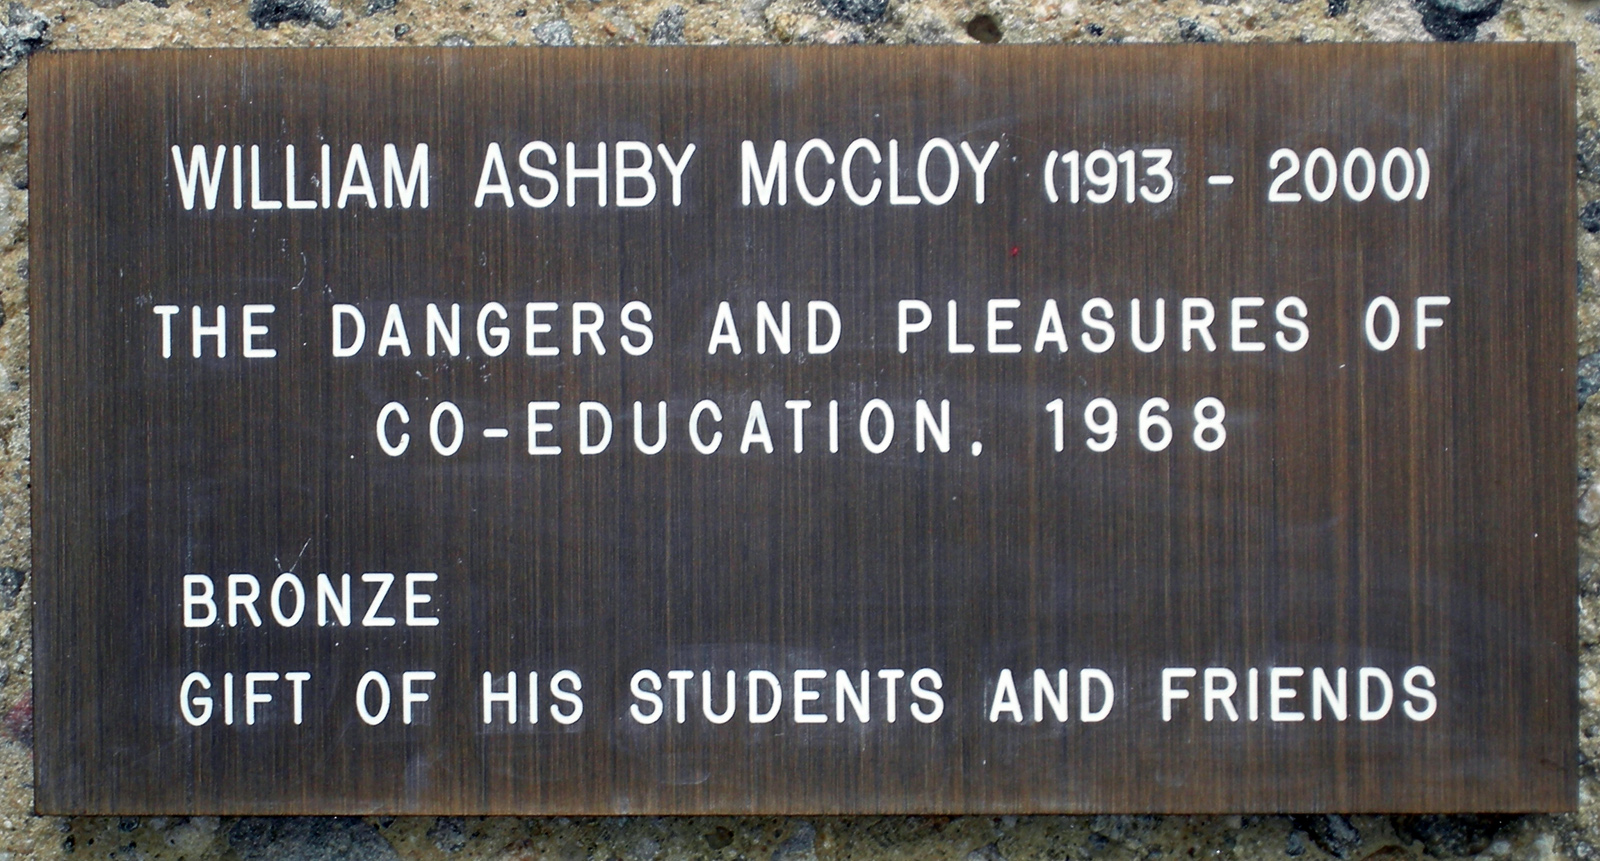 WILLIAM ASHBY MCCLOY (1913 - 2000)
THE DANGERS AND PLEASURES OF
CO-EDUCATION, 1968
BRONZE
GIFT OF HIS STUDENTS AND FRIENDS